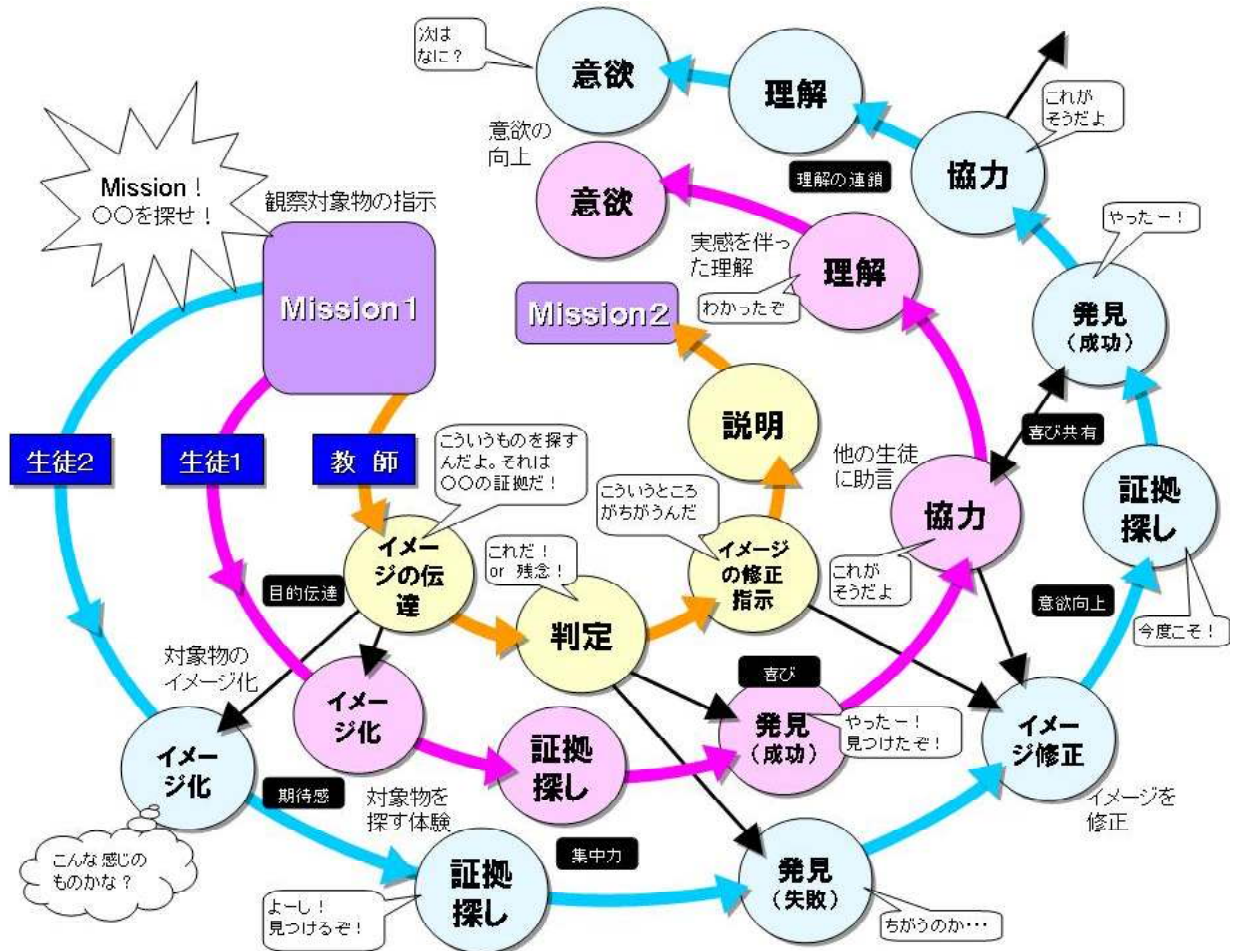 次は
なに？
意欲
理解
これが
そうだよ
協力
意欲の
向上
理解の連鎖
Mission！
○○を探せ！
観察対象物の指示
意欲
やったー！
実感を伴っ
た理解
理解
Mission1
Mission2
わかったぞ
発見
（成功）
説明
喜び共有
生徒2
生徒1
教 師
こういうものを探す
んだよ。それは
○○の証拠だ！
他の生徒
に助言
こういうところ
がちがうんだ
協力
証拠
探し
イメー
ジの伝
達
これだ！
or 残念！
イメージ
の修正
指示
これが
そうだよ
目的伝達
意欲向上
今度こそ！
判定
対象物の
イメージ化
喜び
イメー
ジ化
発見
（成功）
やったー！
見つけたぞ！
イメー
ジ修正
イメー
ジ化
証拠
探し
期待感
対象物を
探す体験
イメージを
修正
集中力
こんな感じの
ものかな？
証拠
探し
発見
（失敗）
よーし！
見つけるぞ！
ちがうのか・・・